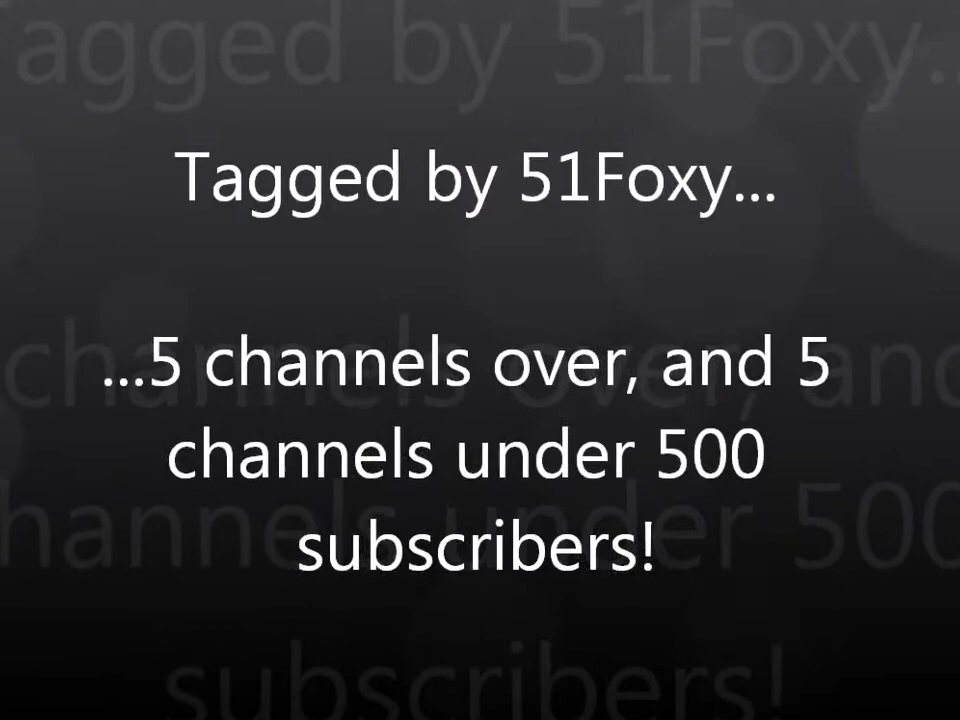 Tagged by 51Foxy...
...5 channels over, and 5
channels under 500
subscribers!